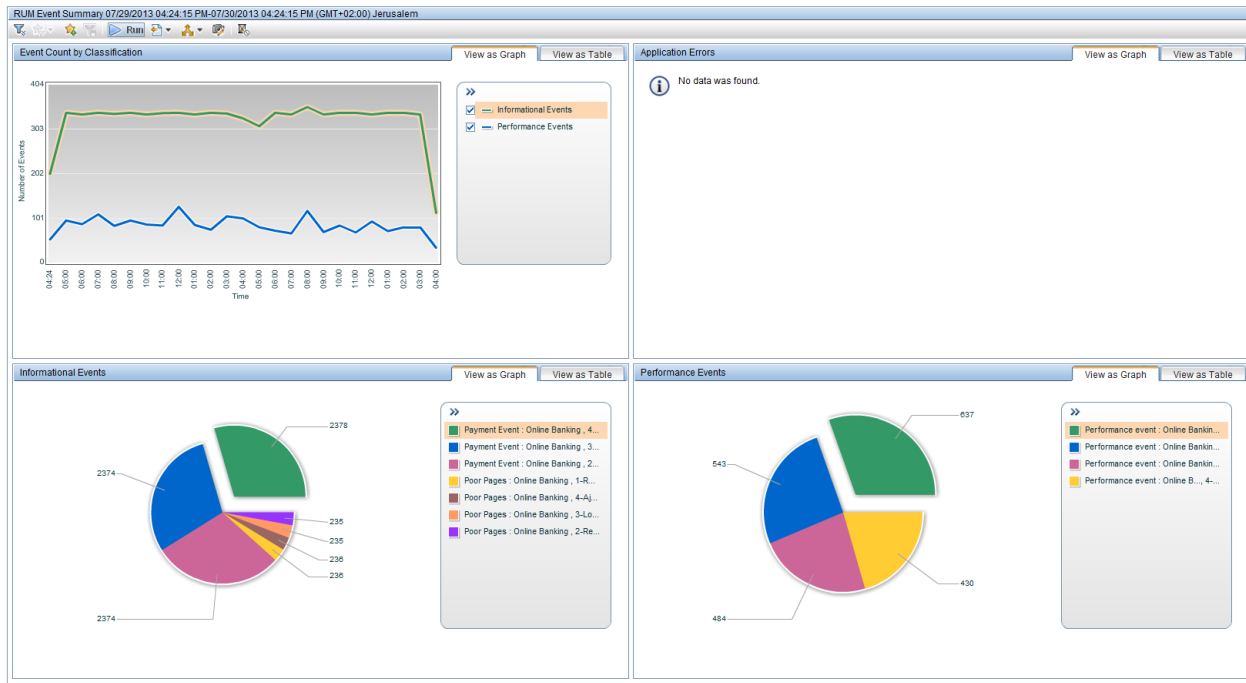 RUM Event Summary 07/29/2013 04:24:15 PM-07/30/2013 04:24:15 PM (GMT+02:00) Jerusalem
Run
Event Count by Classification
View as Graph
View as Table
404
303
202
101
0
Number of Events
04:24
05:00
06:00
07:00
08:00
09:00
10:00
11:00
12:00
01:00
02:00
03:00
04:00
05:00
06:00
07:00
08:00
09:00
10:00
11:00
12:00
01:00
02:00
03:00
04:00
Time
Informational Events
Performance Events
Application Errors
View as Graph
View as Table
No data was found.
Informational Events
View as Graph
View as Table
2378
2374
235
235
236
236
2374
Payment Event : Online Banking , 4...
Payment Event : Online Banking , 3...
Payment Event : Online Banking , 2...
Poor Pages : Online Banking , 1-R...
Poor Pages : Online Banking , 4-Aj...
Poor Pages : Online Banking , 3-Lo...
Poor Pages : Online Banking , 2-Re...
Performance Events
View as Graph
View as Table
637
543
430
484
Performance event : Online Bankin...
Performance event : Online Bankin...
Performance event : Online Bankin...
Performance event : Online B..., 4-...